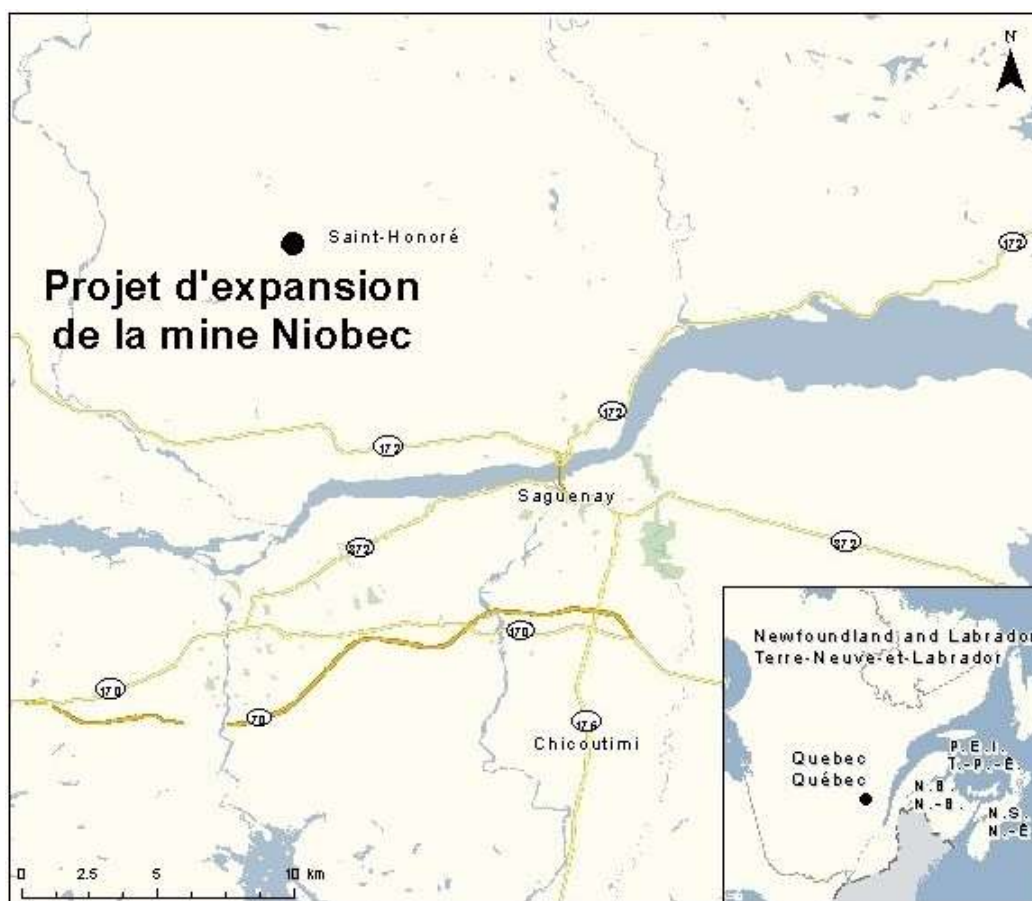 N
172
Saint-Honoré
Projet d'expansion
de la mine Niobec
172
172
Saguenay
372
372
170
170
70
175
Chicoutimi
0 2.5 5 10 km
Newfoundland and Labrador
Terre-Neuve-et-Labrador
Quebec
Québec
P.E.I.
T.-P.-É.
N.B.
N.-B.
N.S.
N.-É